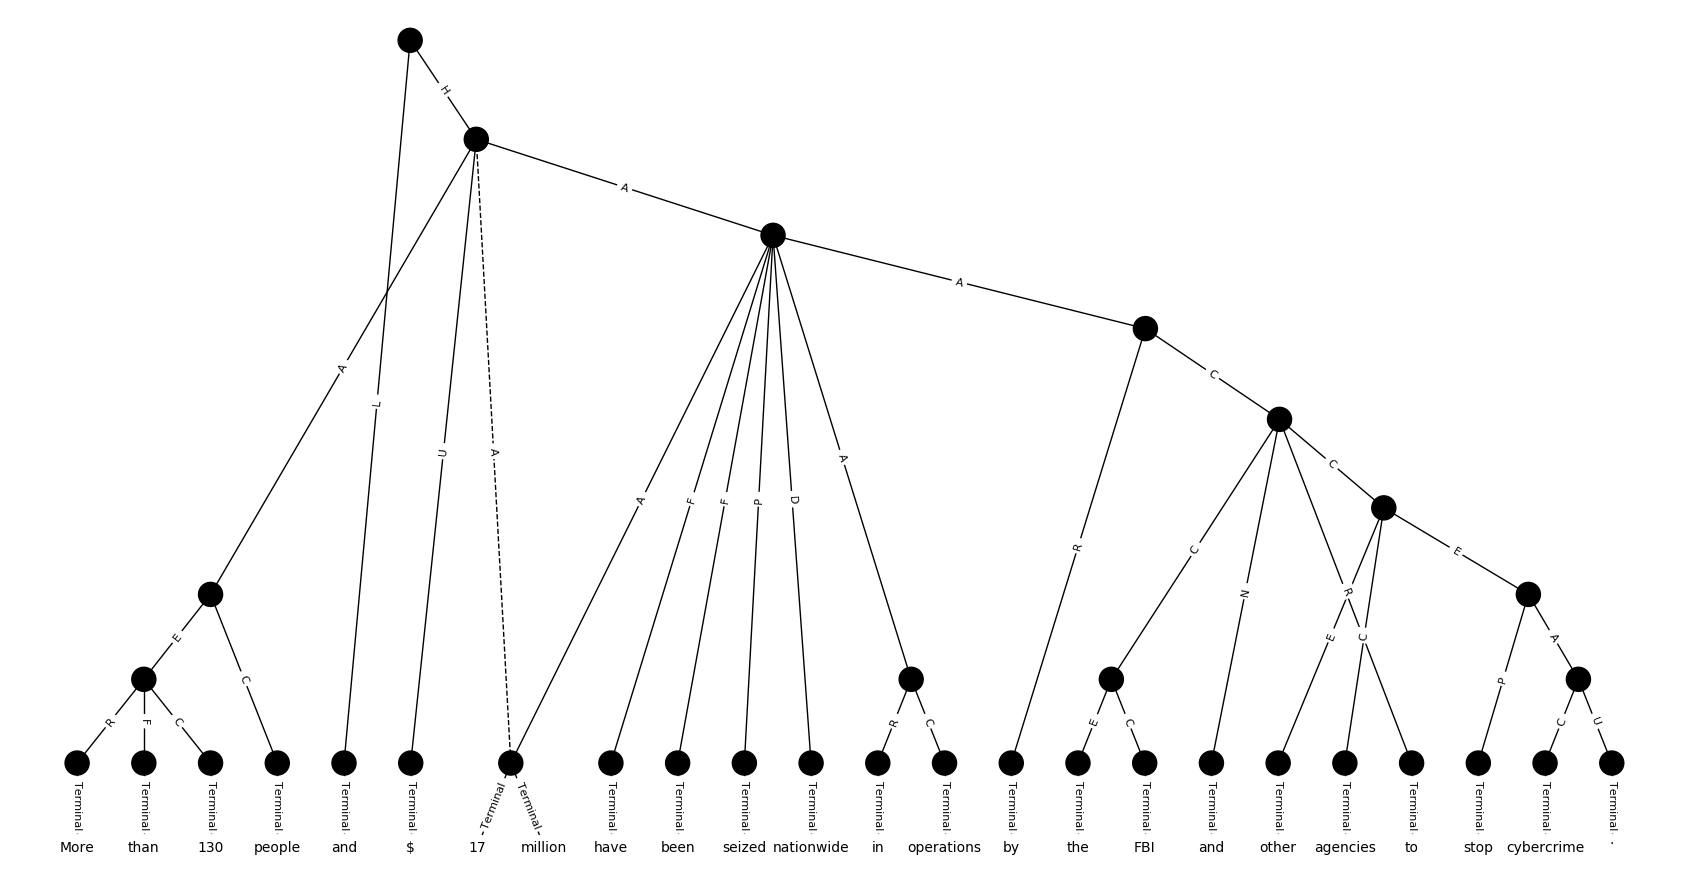 H
A
A
C
A
L
U
A
C
A
F
F
P
D
A
R
C
N
R
E
C
E
E
C
P
A
R
F
C
R
C
E
C
C
U
Terminal Terminal Terminal Terminal Terminal Terminal Terminal Terminal Terminal Terminal Terminal Terminal Terminal Terminal Terminal Terminal Terminal Terminal Terminal Terminal Terminal Terminal Terminal Terminal
More than 130 people and $ 17 million have been seized nationwide in operations by the FBI and other agencies to stop cybercrime .